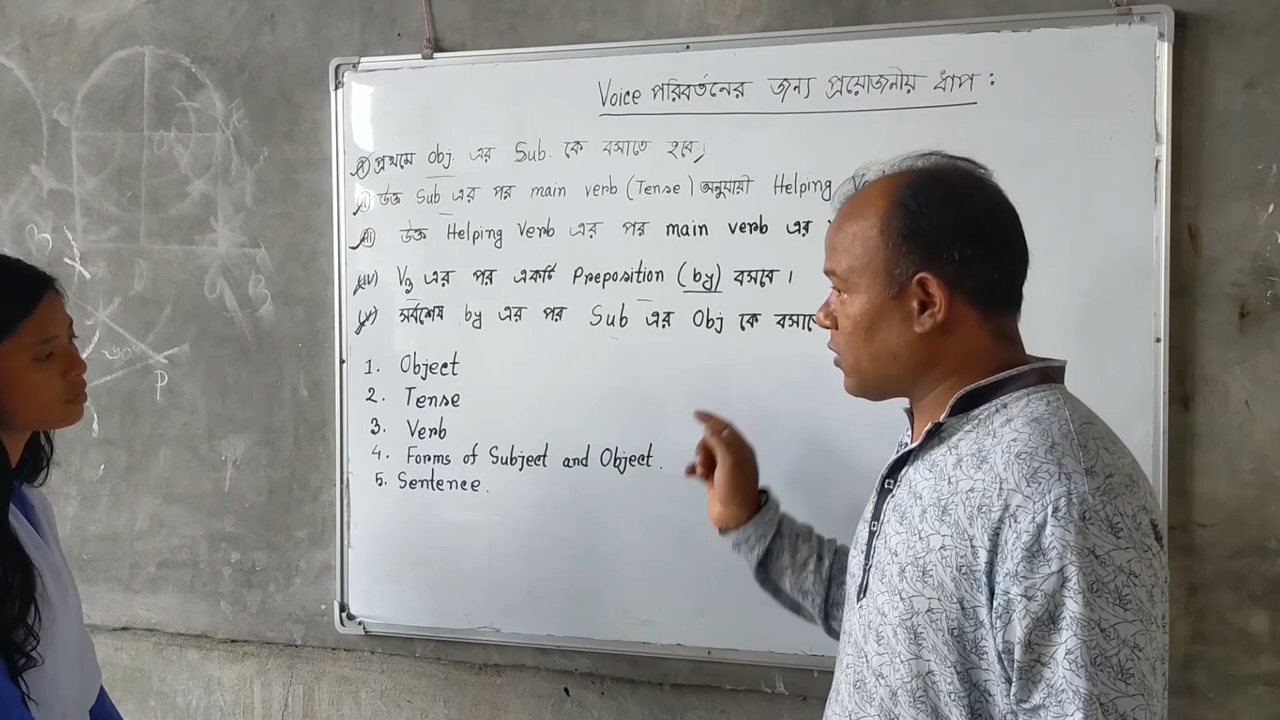 Voice পরিবর্তনের জন্য প্রয়োজনীয় ধাপ :
i) প্রথমে obj. এর Sub. কে বসাতে হবে,
ii) উক্ত Sub এর পর main verb (Tense) অনুযায়ী Helping
iii) উক্ত Helping Verb এর পর main verb এর
iv) V3 এর পর একটি Preposition (by) বসবে ।
v) সর্বশেষ by এর পর Sub এর Obj কে
1. Object
2. Tense
3. Verb
4. Forms of Subject and Object.
5. Sentence.
B
P
B